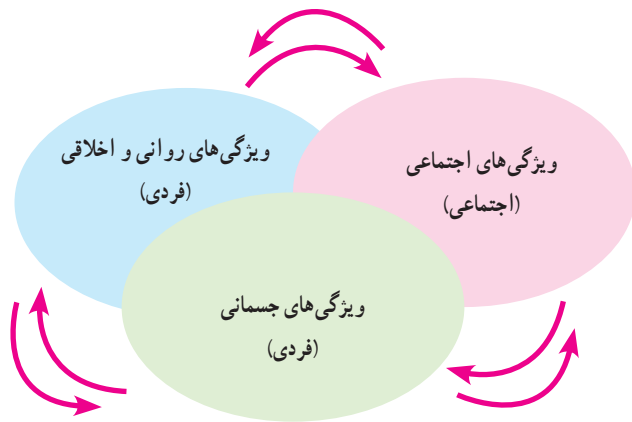 ویژگی‌های اجتماعی
(اجتماعی)
ویژگی‌های روانی و اخلاقی
(فردی)
ویژگی‌های جسمانی
(فردی)